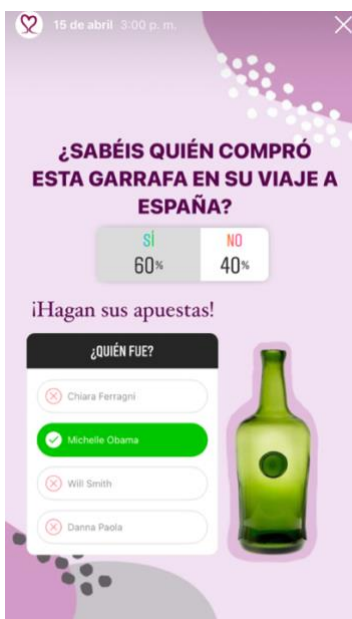 15 de abril 3:00 p. m.
¿SABÉIS QUIÉN COMPRÓ
ESTA GARRAFA EN SU VIAJE A
ESPAÑA?
SÍ NO
60% 40%
¡Hagan sus apuestas!
¿QUIÉN FUE?
Chiara Ferragni
Michelle Obama
Will Smith
Danna Paola